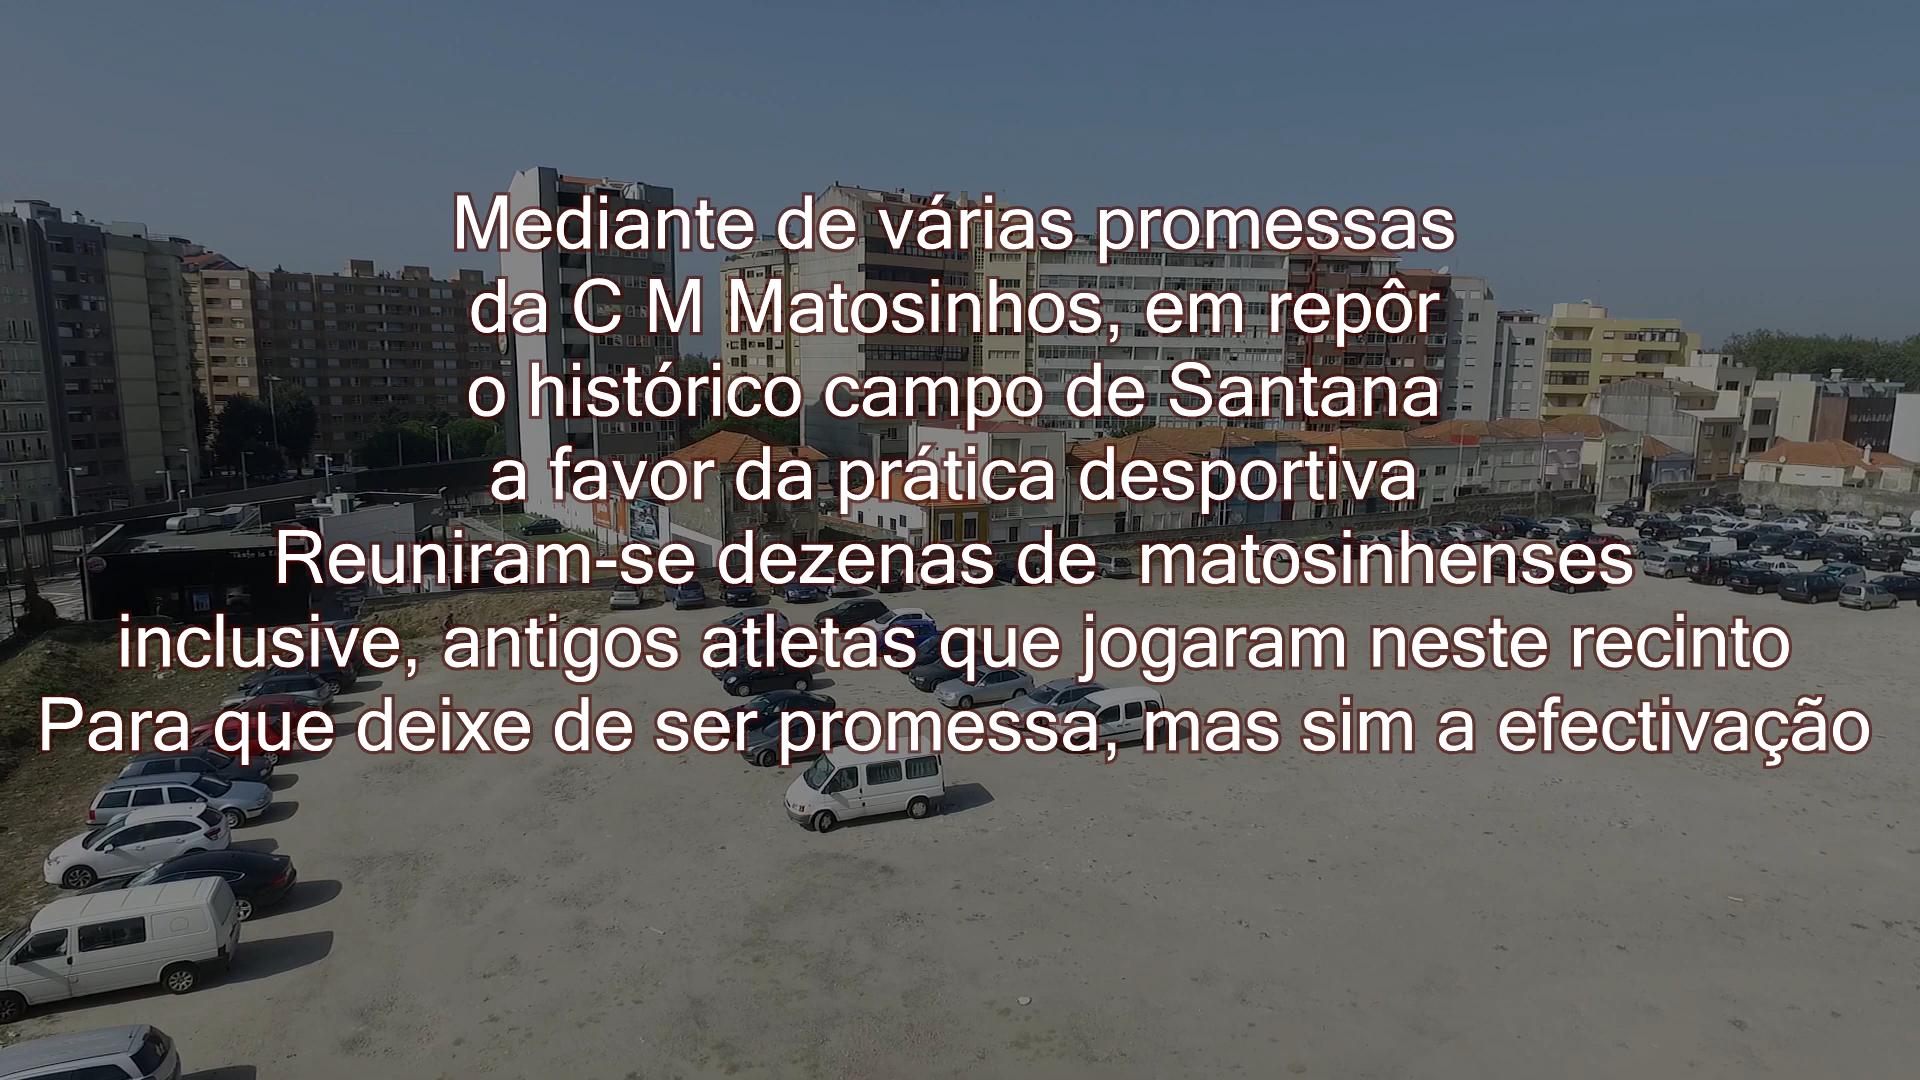 Mediante de várias promessas
da C M Matosinhos, em repôr
o histórico campo de Santana
a favor da prática desportiva
Reuniram-se dezenas de matosinhenses
inclusive, antigos atletas que jogaram neste recinto
Para que deixe de ser promessa, mas sim a efectivação